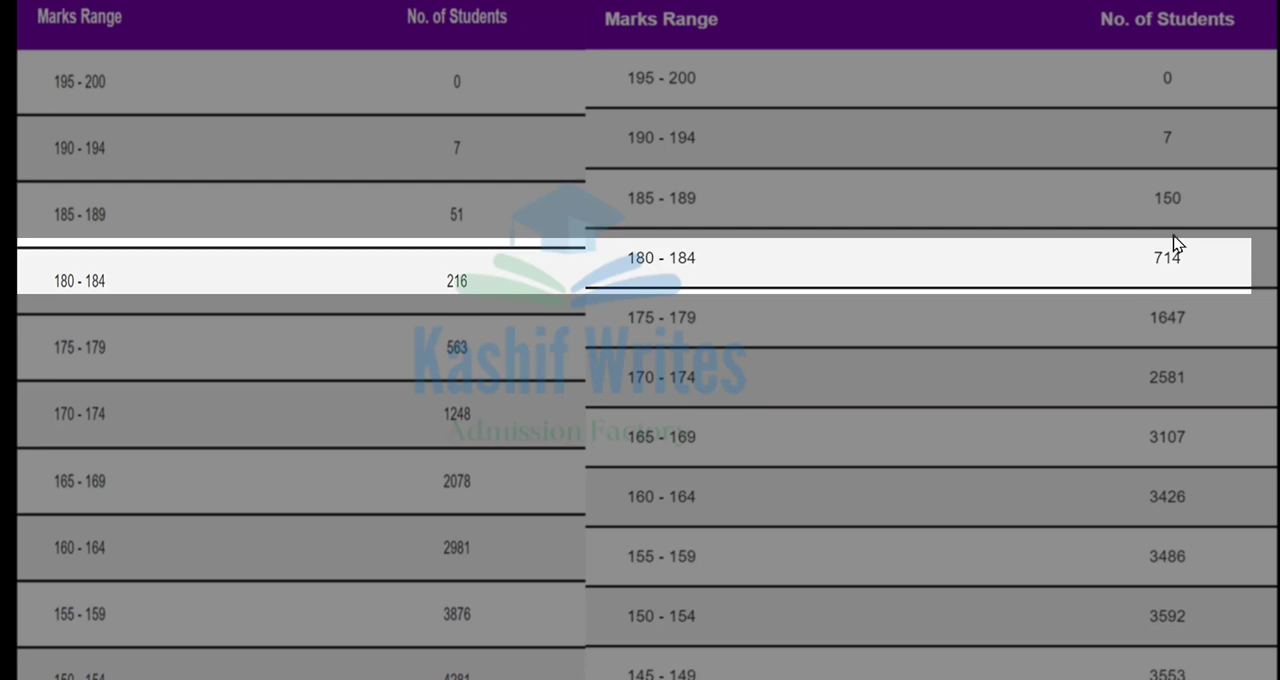 Marks Range No. of Students
195 - 200 0
190 - 194 7
185 - 189 51
180 - 184 216
175 - 179 563
170 - 174 1248
165 - 169 2078
160 - 164 2981
155 - 159 3876
150 - 154 4281
Marks Range No. of Students
195 - 200 0
190 - 194 7
185 - 189 150
180 - 184 714
175 - 179 1647
170 - 174 2581
165 - 169 3107
160 - 164 3426
155 - 159 3486
150 - 154 3592
145 - 149 3553
Kashif Writes
Admission Factory